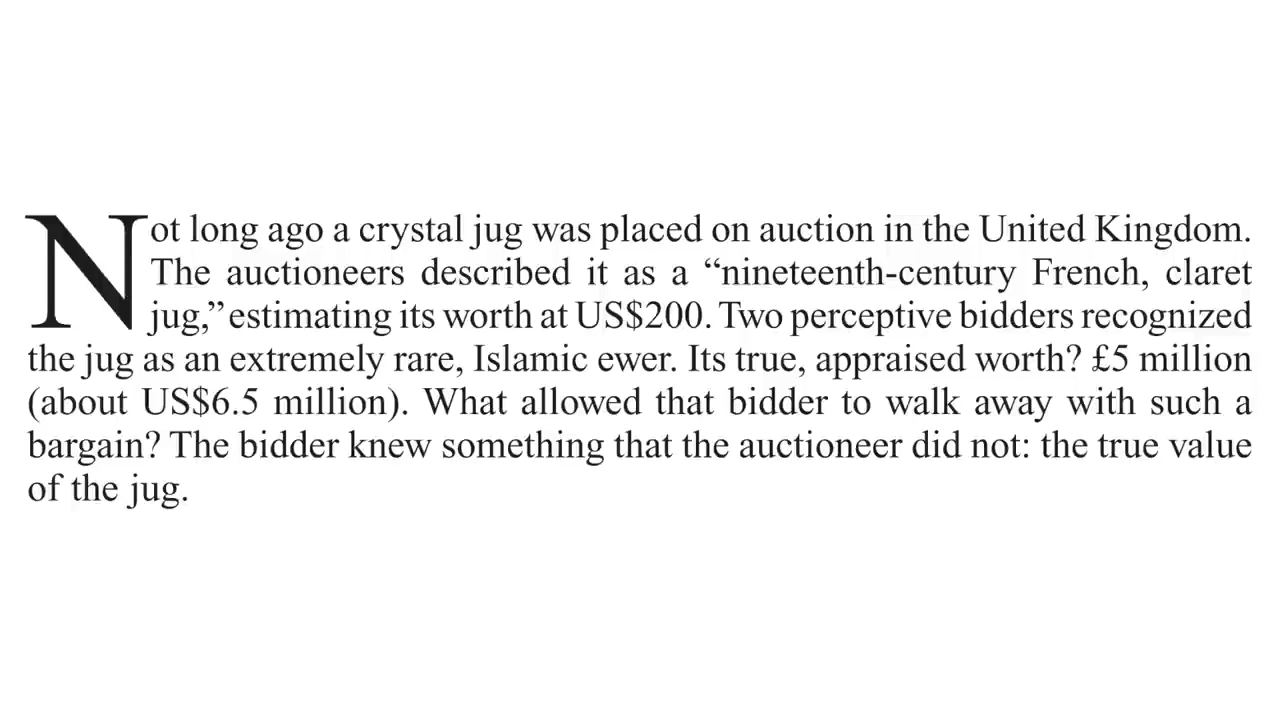 Not long ago a crystal jug was placed on auction in the United Kingdom.
The auctioneers described it as a “nineteenth-century French, claret
jug,” estimating its worth at US$200. Two perceptive bidders recognized
the jug as an extremely rare, Islamic ewer. Its true, appraised worth? £5 million
(about US$6.5 million). What allowed that bidder to walk away with such a
bargain? The bidder knew something that the auctioneer did not: the true value
of the jug.